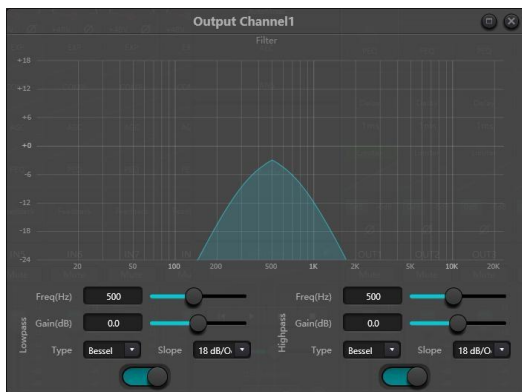 Output Channel1
Filter
+18
+12
+6
+0
-6
-12
-18
-24
20 50 100 200 500 1K 2K 5K 10K 20K
Lowpass
Freq(Hz) 500
Gain(dB) 0.0
Type Bessel Slope 18 dB/O
Highpass
Freq(Hz) 500
Gain(dB) 0.0
Type Bessel Slope 18 dB/O